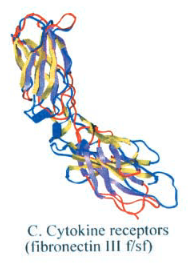 C. Cytokine receptors
(fibronectin III f/sf)